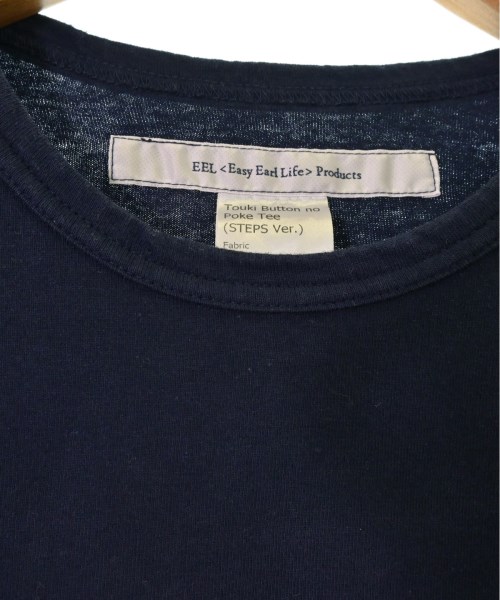 EEL <Easy Earl Life> Products
Touki Button no
Poke Tee
(STEPS Ver.)
Fabric